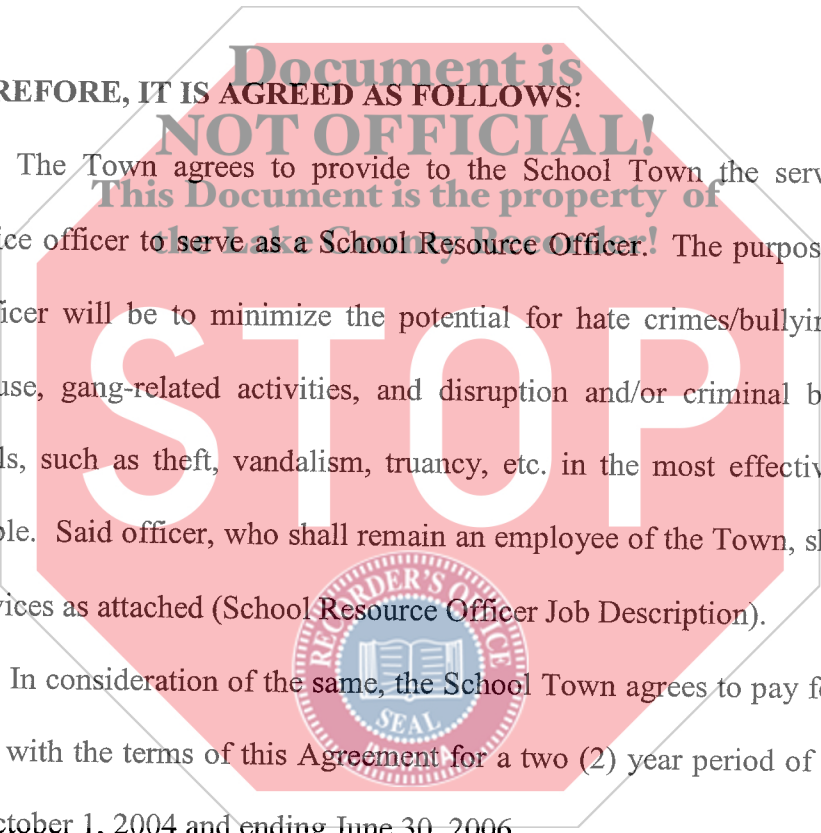 Document is
REFORE, IT IS AGREED AS FOLLOWS:
NOT OFFICIAL!
The Town agrees to provide to the School Town the serv
This Document is the property of
the Lake County Recorder!
ice officer to serve as a School Resource Officer. The purpos
icer will be to minimize the potential for hate crimes/bullyin
use, gang-related activities, and disruption and/or criminal b
ls, such as theft, vandalism, truancy, etc. in the most effectiv
STOP
ble. Said officer, who shall remain an employee of the Town, sh
vices as attached (School Resource Officer Job Description).
RECORDER'S OFFICE
In consideration of the same, the School Town agrees to pay fo
SEAL
with the terms of this Agreement for a two (2) year period of
ctober 1, 2004 and ending June 30, 2006